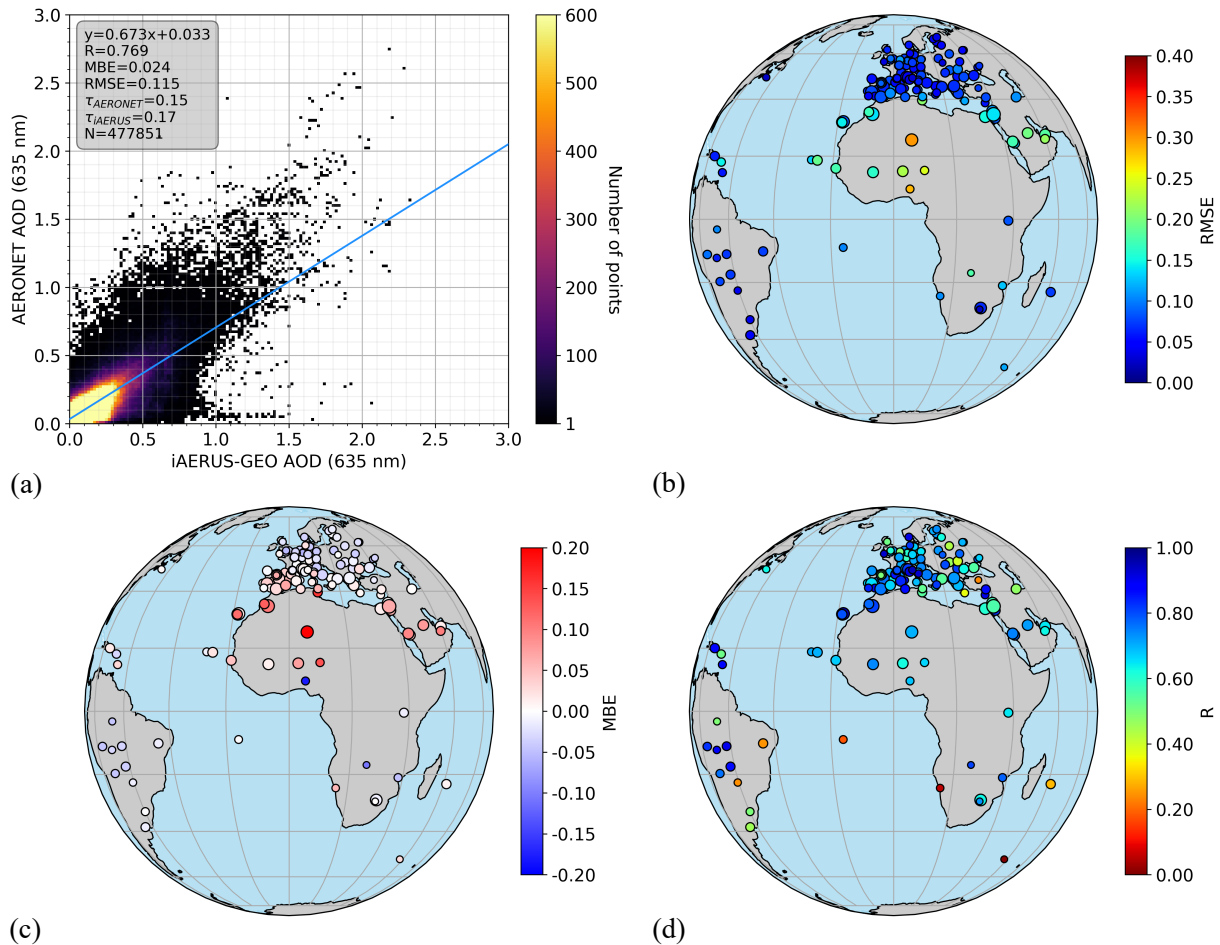 y=0.673x+0.033
R=0.769
MBE=0.024
RMSE=0.115
τAERONET=0.15
τiAERUS=0.17
N=477851
3.0
2.5
2.0
1.5
1.0
0.5
0.0
AERONET AOD (635 nm)
0.0 0.5 1.0 1.5 2.0 2.5 3.0
iAERUS-GEO AOD (635 nm)
600
500
400
300
200
100
1
Number of points
(a)
0.40
0.35
0.30
0.25
0.20
0.15
0.10
0.05
0.00
RMSE
(b)
0.20
0.15
0.10
0.05
0.00
-0.05
-0.10
-0.15
-0.20
MBE
(c)
1.00
0.80
0.60
0.40
0.20
0.00
R
(d)